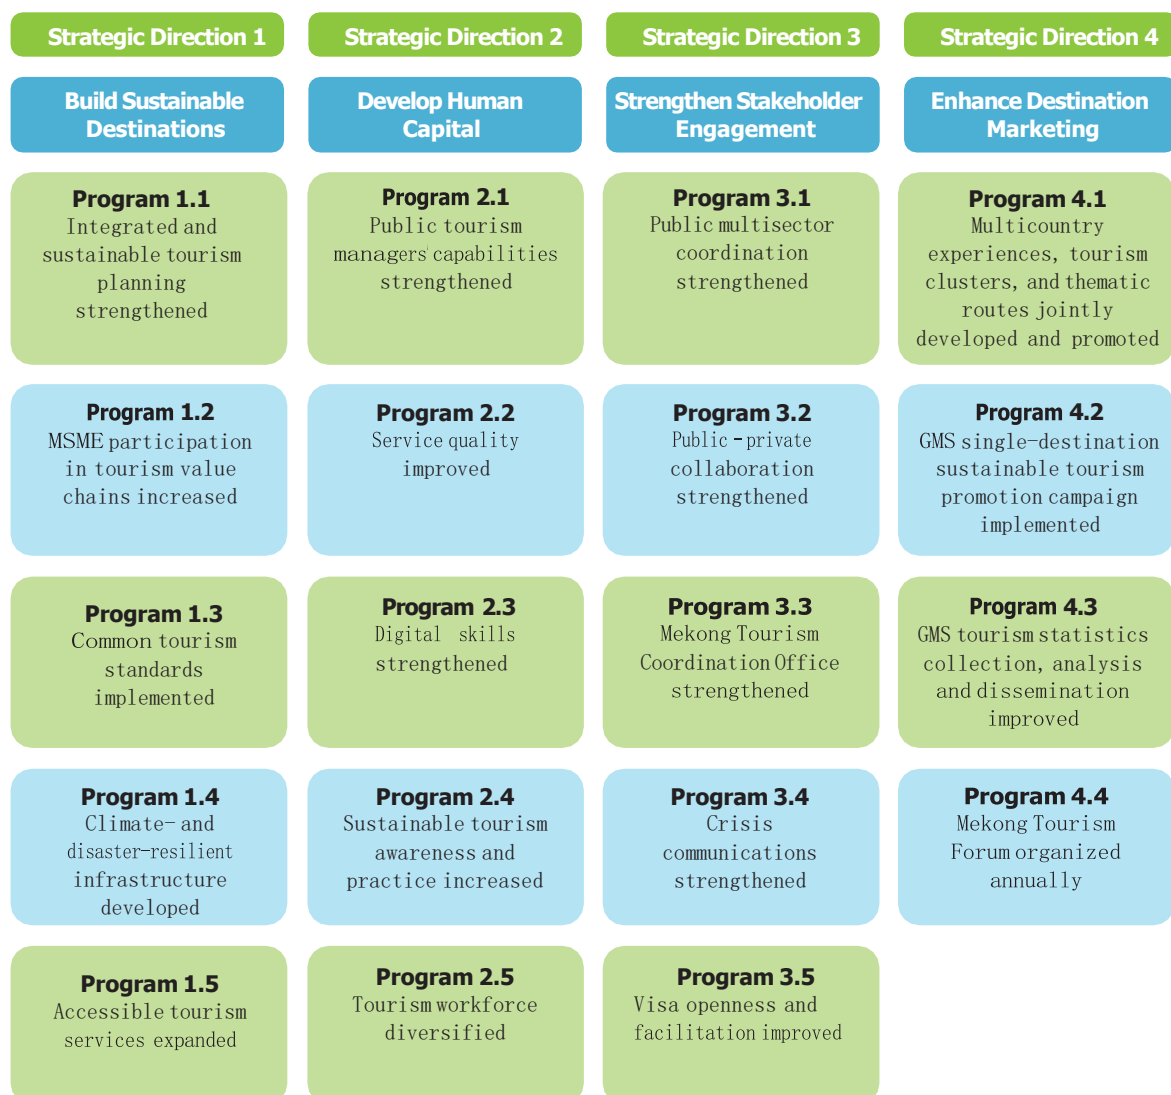 Strategic Direction 1
Strategic Direction 2
Strategic Direction 3
Strategic Direction 4
Build Sustainable
Destinations
Develop Human
Capital
Strengthen Stakeholder
Engagement
Enhance Destination
Marketing
Program 1.1
Integrated and
sustainable tourism
planning
strengthened
Program 2.1
Public tourism
managers' capabilities
strengthened
Program 3.1
Public multisector
coordination
strengthened
Program 4.1
Multicountry
experiences, tourism
clusters, and thematic
routes jointly
developed and promoted
Program 1.2
MSME participation
in tourism value
chains increased
Program 2.2
Service quality
improved
Program 3.2
Public-private
collaboration
strengthened
Program 4.2
GMS single-destination
sustainable tourism
promotion campaign
implemented
Program 1.3
Common tourism
standards
implemented
Program 2.3
Digital skills
strengthened
Program 3.3
Mekong Tourism
Coordination Office
strengthened
Program 4.3
GMS tourism statistics
collection, analysis
and dissemination
improved
Program 1.4
Climate- and
disaster-resilient
infrastructure
developed
Program 2.4
Sustainable tourism
awareness and
practice increased
Program 3.4
Crisis
communications
strengthened
Program 4.4
Mekong Tourism
Forum organized
annually
Program 1.5
Accessible tourism
services expanded
Program 2.5
Tourism workforce
diversified
Program 3.5
Visa openness and
facilitation improved